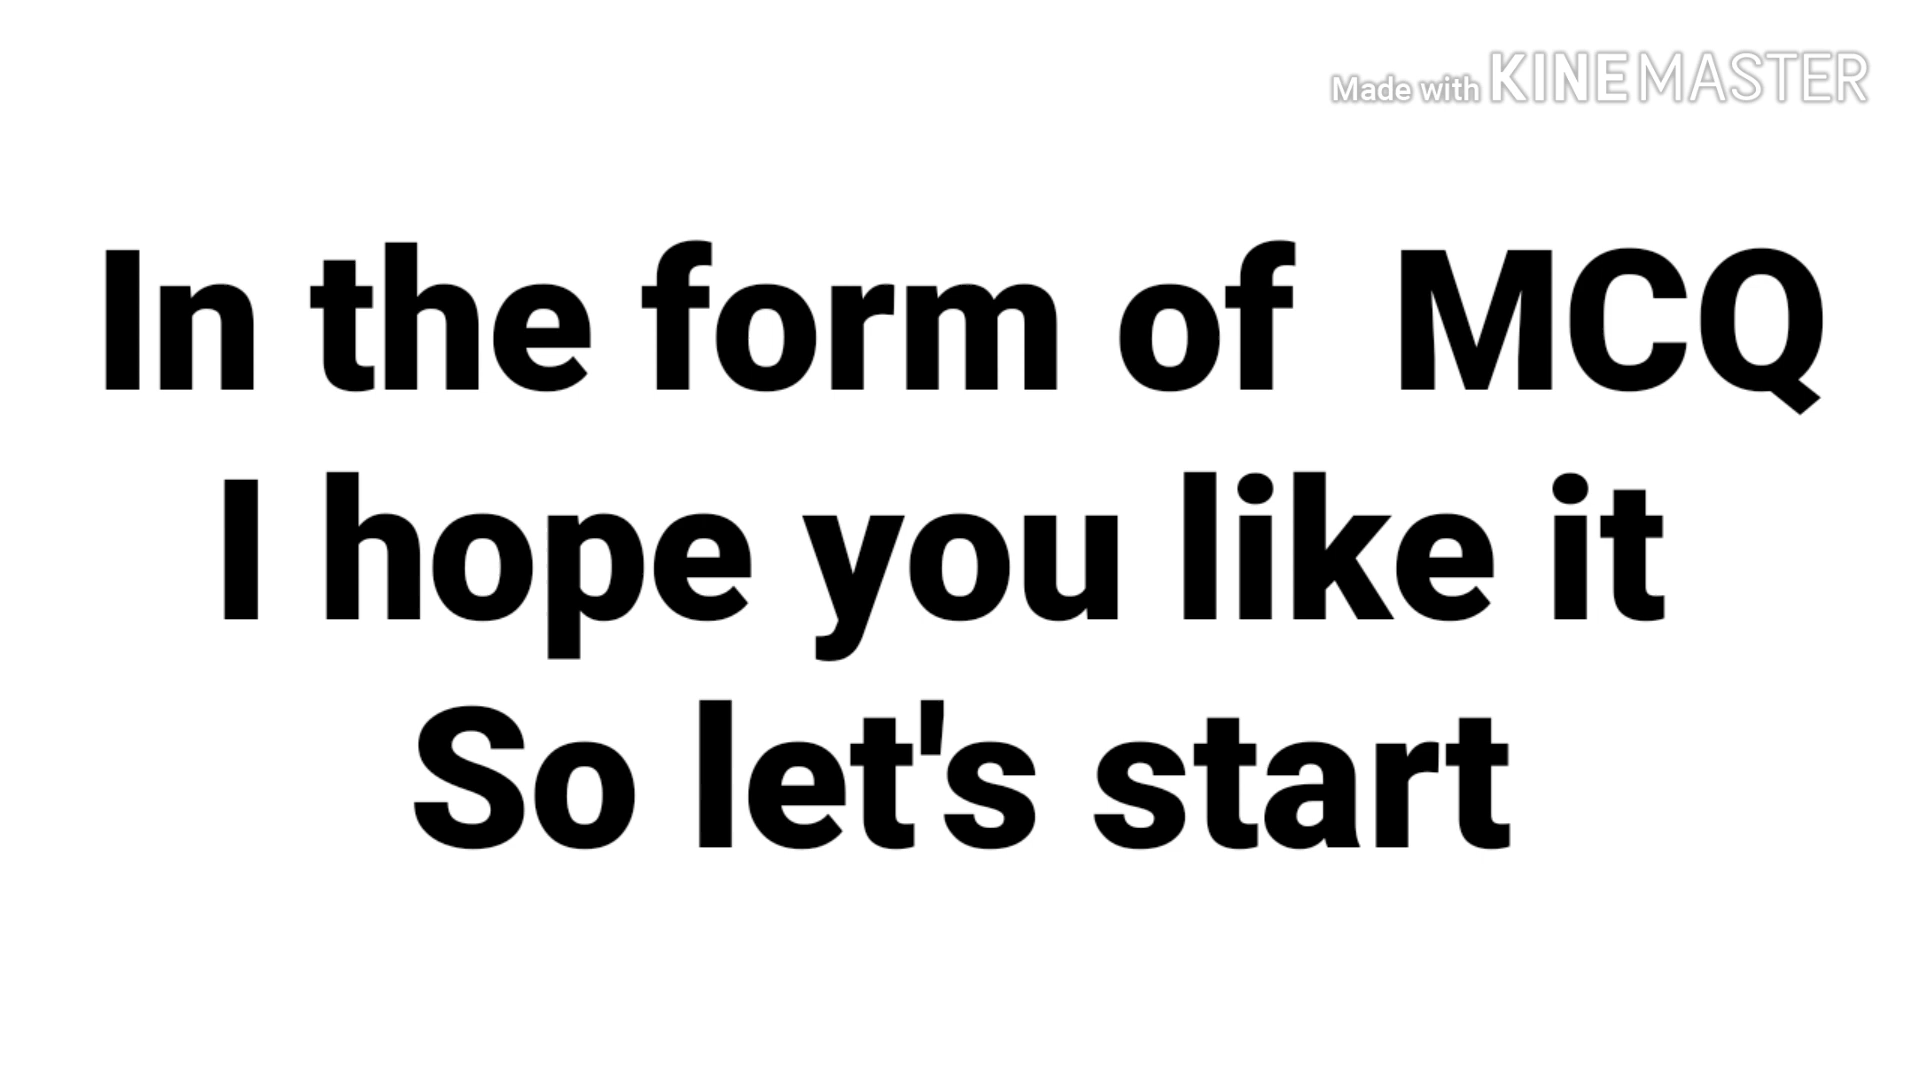 Made with KINEMASTER
In the form of MCQ
I hope you like it
So let's start